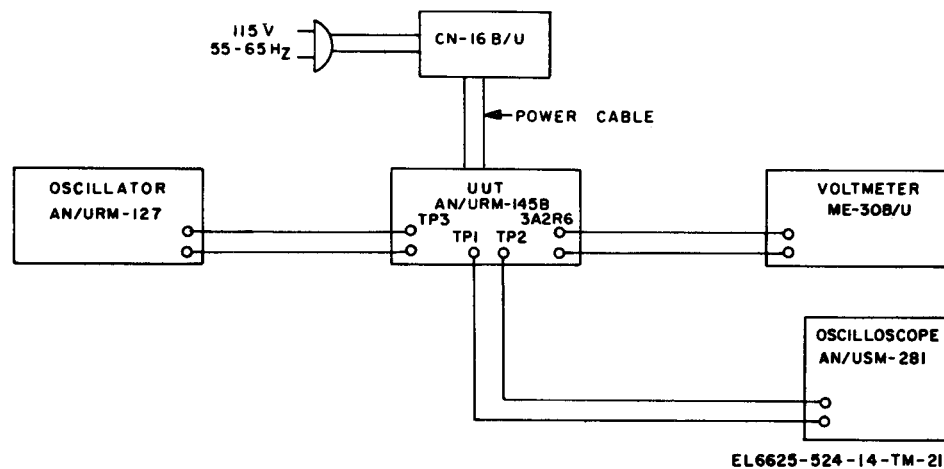 115 V
55-65 Hz
CN-16 B/U
POWER CABLE
OSCILLATOR
AN/URM-127
UUT
AN/URM-145B
TP3
3A2R6
TP1
TP2
VOLTMETER
ME-30B/U
OSCILLOSCOPE
AN/USM-281
EL6625-524-14-TM-21